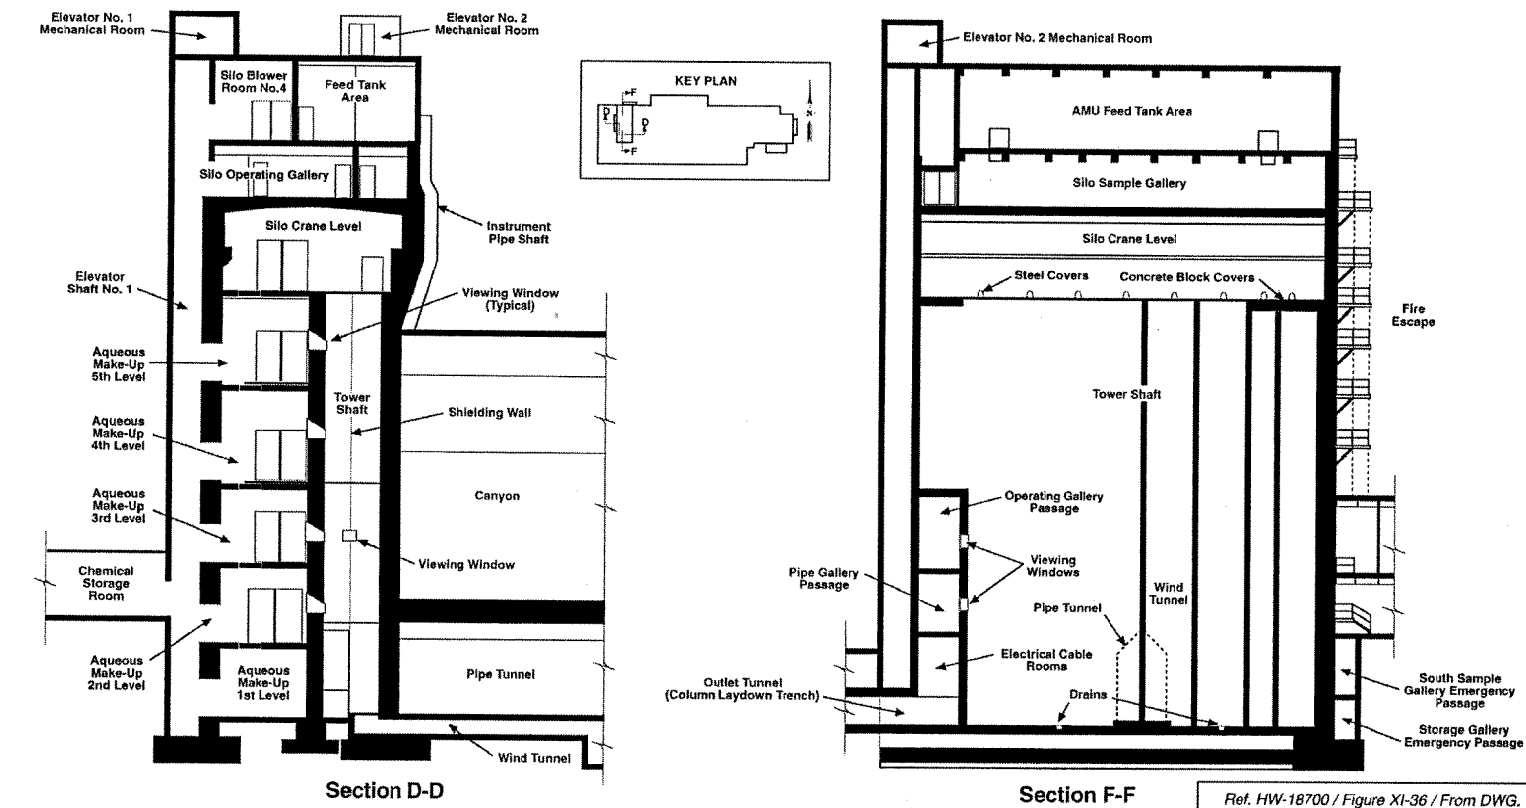 Elevator No. 1
Mechanical Room
Elevator No. 2
Mechanical Room
Silo Blower
Room No.4
Feed Tank
Area
Silo Operating Gallery
Silo Crane Level
Instrument
Pipe Shaft
Elevator
Shaft No. 1
Viewing Window
(Typical)
Aqueous
Make-Up
5th Level
Tower
Shaft
Shielding Wall
Aqueous
Make-Up
4th Level
Aqueous
Make-Up
3rd Level
Canyon
Viewing Window
Chemical
Storage
Room
Aqueous
Make-Up
2nd Level
Aqueous
Make-Up
1st Level
Pipe Tunnel
Wind Tunnel
Section D-D
KEY PLAN
F
D
D
F
N
Elevator No. 2 Mechanical Room
AMU Feed Tank Area
Silo Sample Gallery
Silo Crane Level
Steel Covers
Concrete Block Covers
Fire
Escape
Tower Shaft
Operating Gallery
Passage
Viewing
Windows
Pipe Gallery
Passage
Wind
Tunnel
Pipe Tunnel
Electrical Cable
Rooms
Outlet Tunnel
(Column Laydown Trench)
Drains
South Sample
Gallery Emergency
Passage
Storage Gallery
Emergency Passage
Section F-F
Ref. HW-18700 / Figure XI-36 / From DWG.